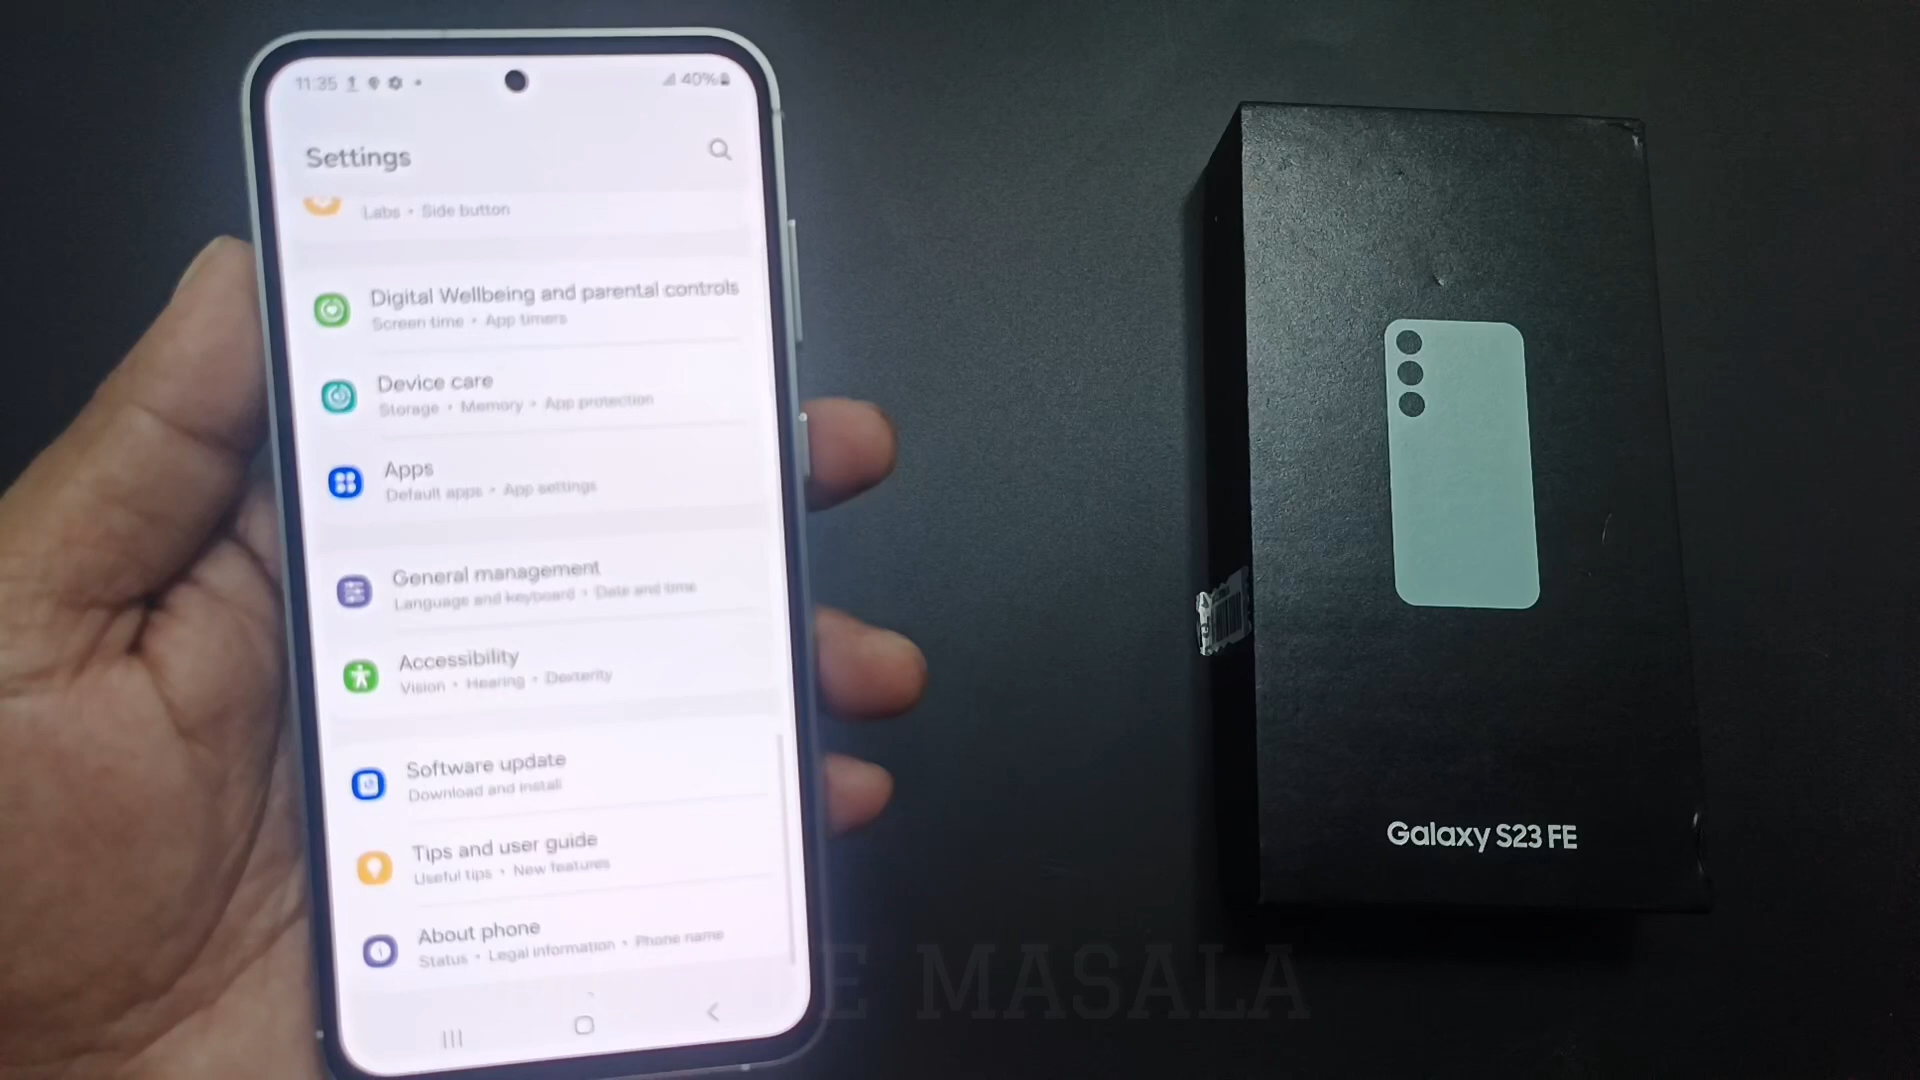 11:35
40%
Settings
Labs • Side button
Digital Wellbeing and parental controls
Screen time • App timers
Device care
Storage • Memory • App protection
Apps
Default apps • App settings
General management
Language and keyboard • Date and time
Accessibility
Vision • Hearing • Dexterity
Software update
Download and install
Tips and user guide
Useful tips • New features
About phone
Status • Legal information • Phone name
Galaxy S23 FE
MASALA